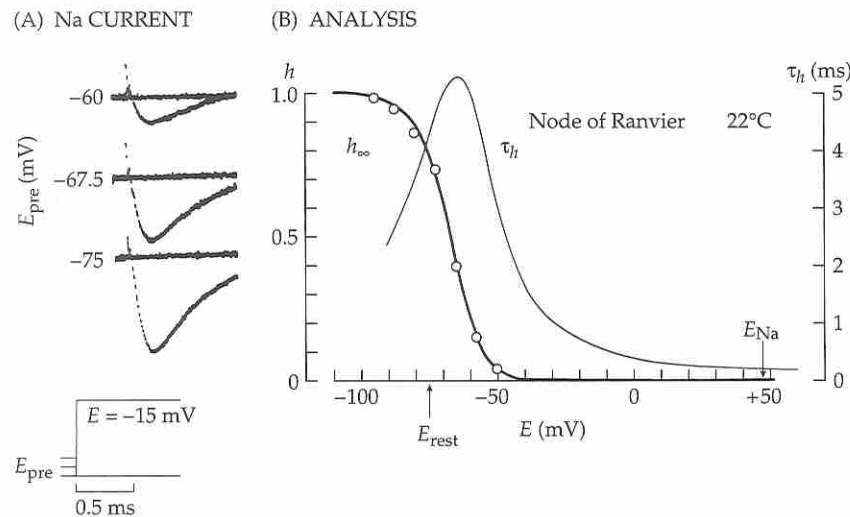 (A) Na CURRENT
(B) ANALYSIS
E_pre (mV)
−60
−67.5
−75
E = −15 mV
E_pre
0.5 ms
h
1.0
0.5
0
h∞
τ_h
Node of Ranvier 22°C
τ_h (ms)
5
4
3
2
1
0
E_Na
−100
−50
0
+50
E_rest
E (mV)